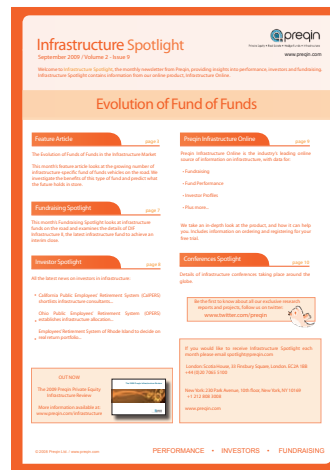 preqin
Infrastructure Spotlight
September 2009 / Volume 2 - Issue 9
www.preqin.com
Welcome to Infrastructure Spotlight, the monthly newsletter from Preqin, providing insights into performance, investors and fundraising.
Infrastructure Spotlight contains information from our online product, Infrastructure Online.
Evolution of Fund of Funds
Feature Article
page 3
The Evolution of Funds of Funds in the Infrastructure Market
This month's feature article looks at the growing number of
infrastructure-specific fund of funds vehicles on the road. We
investigate the benefits of this type of fund and predict what
the future holds in store.
Fundraising Spotlight
page 7
This month's Fundraising Spotlight looks at infrastructure
funds on the road and examines the details of DIF
Infrastructure II, the latest infrastructure fund to achieve an
interim close.
Investor Spotlight
page 8
All the latest news on investors in infrastructure:
• California Public Employees' Retirement System (CalPERS)
shortlists infrastructure consultants...
Ohio Public Employees' Retirement System (OPERS)
establishes infrastructure allocation...
Employees' Retirement System of Rhode Island to decide on
real return portfolio...
OUT NOW
The 2008 Preqin Private Equity
Infrastructure Review
More information available at:
www.preqin.com/infrastructure
Preqin Infrastructure Online
page 9
Preqin Infrastructure Online is the industry's leading online
source of information on infrastructure, with data for:
- Fundraising
- Fund Performance
- Investor Profiles
- Plus more...
We take an in-depth look at the product, and how it can help
you. Includes information on ordering and registering for your
free trial.
Conferences Spotlight
page 10
Details of infrastructure conferences taking place around the
globe.
Be the first to know about all our exclusive research
reports and projects, follow us on twitter:
www.twitter.com/preqin
If you would like to receive Infrastructure Spotlight each
month please email spotlight@preqin.com
New York: 230 Park Avenue, 10th floor, New York, NY 10169
+1 212 808 3008
www.preqin.com
© 2009 Preqin Ltd • www.preqin.com
PERFORMANCE • INVESTORS • FUNDRAISING